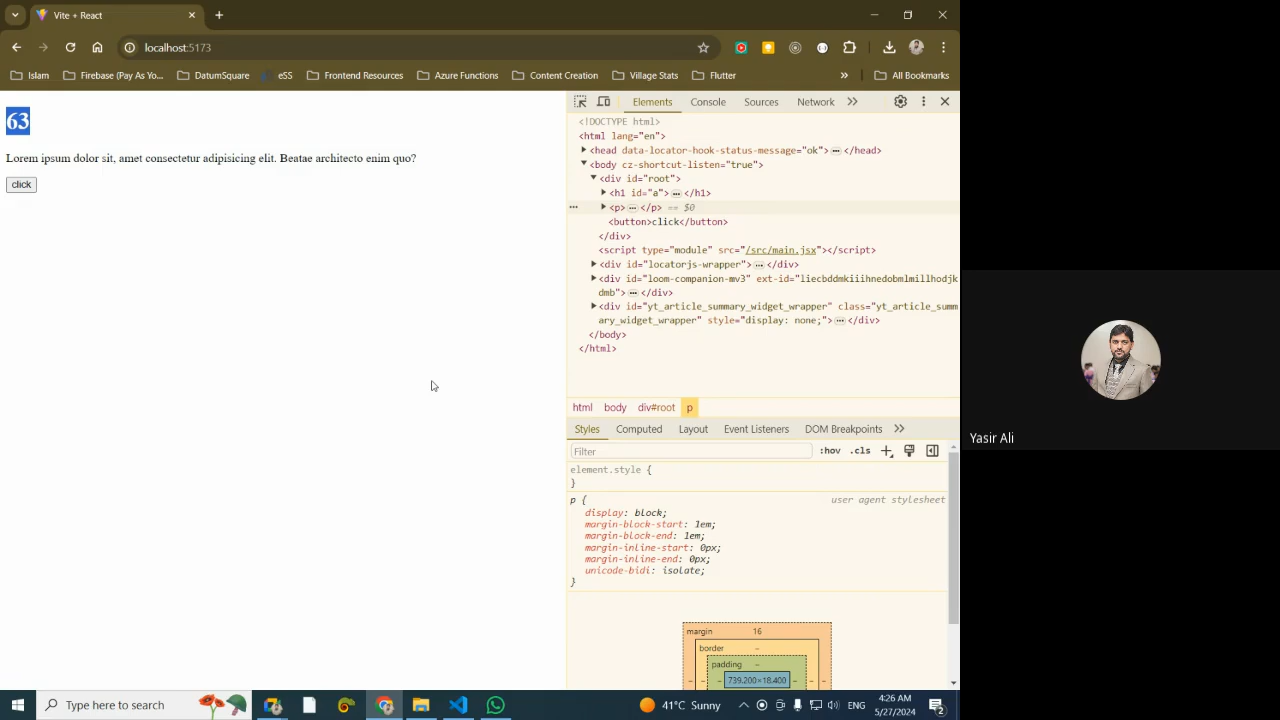 Vite + React
localhost:5173
Islam
Firebase (Pay As Yo...
DatumSquare
eSS
Frontend Resources
Azure Functions
Content Creation
Village Stats
Flutter
All Bookmarks
63
Lorem ipsum dolor sit, amet consectetur adipisicing elit. Beatae architecto enim quo?
click
Elements Console Sources Network
<!DOCTYPE html>
<html lang="en">
<head data-locator-hook-status-message="ok"> … </head>
<body cz-shortcut-listen="true">
<div id="root">
<h1 id="a"> … </h1>
<p> … </p> == $0
<button>click</button>
</div>
<script type="module" src="/src/main.jsx"></script>
<div id="locatorjs-wrapper"> … </div>
<div id="loom-companion-mv3" ext-id="liecbddmkiiihnedobmlmillhodjk
dmb"> … </div>
<div id="yt_article_summary_widget_wrapper" class="yt_article_summ
ary_widget_wrapper" style="display: none;"> … </div>
</body>
</html>
html body div#root p
Styles Computed Layout Event Listeners DOM Breakpoints
Filter
:hov .cls
element.style {
}
p { user agent stylesheet
display: block;
margin-block-start: 1em;
margin-block-end: 1em;
margin-inline-start: 0px;
margin-inline-end: 0px;
unicode-bidi: isolate;
}
margin 16
border –
padding –
– – – 739.200×18.400 – – –
Yasir Ali
Type here to search
41°C Sunny
ENG
4:26 AM
5/27/2024
2